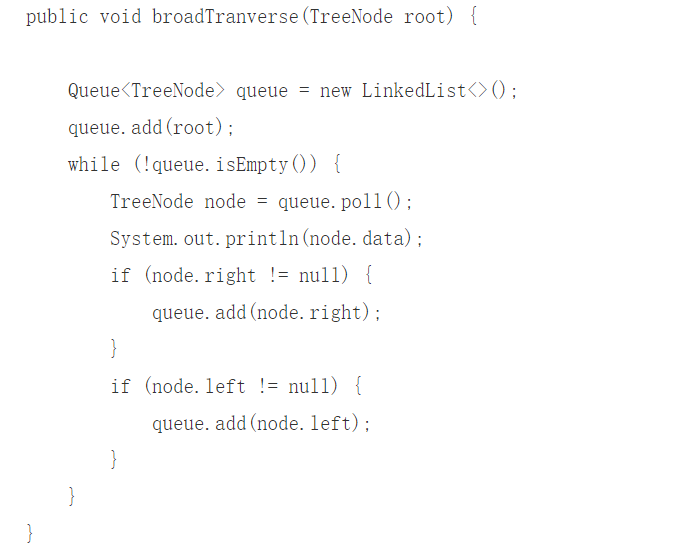 public void broadTranverse(TreeNode root) {
Queue<TreeNode> queue = new LinkedList<>();
queue.add(root);
while (!queue.isEmpty()) {
TreeNode node = queue.poll();
System.out.println(node.data);
if (node.right != null) {
queue.add(node.right);
}
if (node.left != null) {
queue.add(node.left);
}
}
}